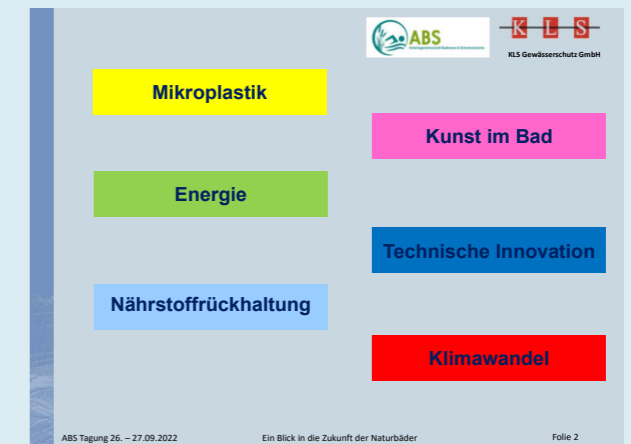 ABS
K L S
KLS Gewässerschutz GmbH
Mikroplastik
Kunst im Bad
Energie
Technische Innovation
Nährstoffrückhaltung
Klimawandel
ABS Tagung 26. – 27.09.2022
Ein Blick in die Zukunft der Naturbäder
Folie 2